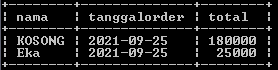 nama | tanggalorder | total
KOSONG | 2021-09-25 | 180000
Eka | 2021-09-25 | 25000